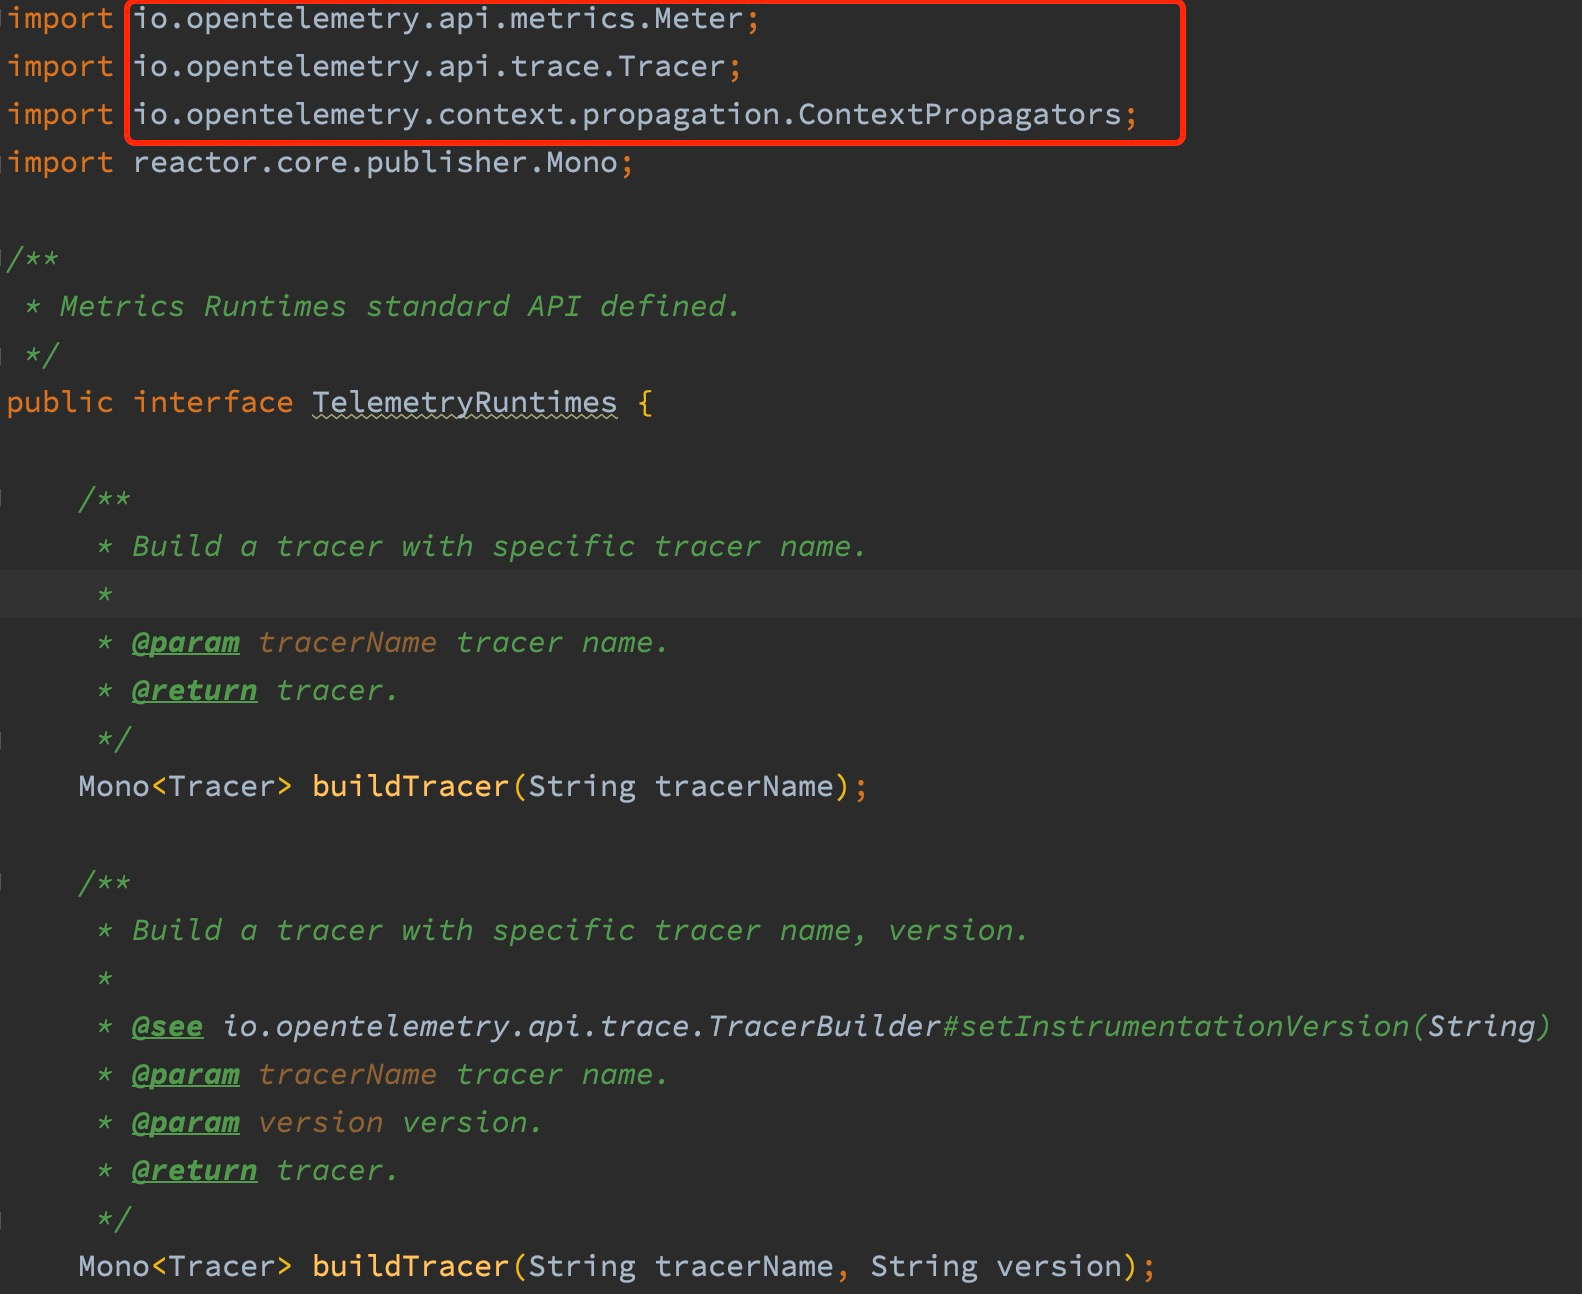 import io.opentelemetry.api.metrics.Meter;
import io.opentelemetry.api.trace.Tracer;
import io.opentelemetry.context.propagation.ContextPropagators;
import reactor.core.publisher.Mono;
/**
 * Metrics Runtimes standard API defined.
 */
public interface TelemetryRuntimes {
    /**
     * Build a tracer with specific tracer name.
     *
     * @param tracerName tracer name.
     * @return tracer.
     */
    Mono<Tracer> buildTracer(String tracerName);
    /**
     * Build a tracer with specific tracer name, version.
     *
     * @see io.opentelemetry.api.trace.TracerBuilder#setInstrumentationVersion(String)
     * @param tracerName tracer name.
     * @param version version.
     * @return tracer.
     */
    Mono<Tracer> buildTracer(String tracerName, String version);